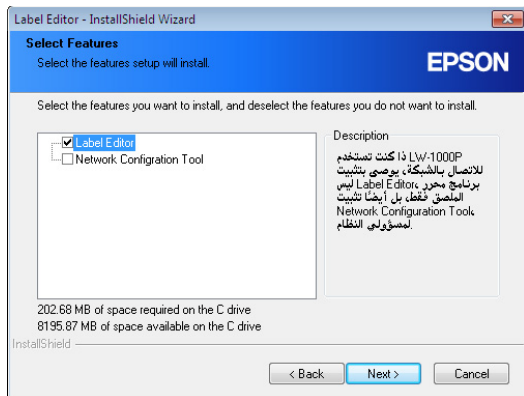 Label Editor - InstallShield Wizard
Select Features
Select the features setup will install.
EPSON
Select the features you want to install, and deselect the features you do not want to install.
Label Editor
Network Configration Tool
Description
ذا كنت تستخدم LW-1000P
للاتصال بالشبكة، يوصى بتثبيت
برنامج محرر Label Editor، ليس
الملصق فقط، بل أيضًا تثبيت
Network Configuration Tool،
لمسؤولي النظام.
202.68 MB of space required on the C drive
8195.87 MB of space available on the C drive
InstallShield
< Back
Next >
Cancel